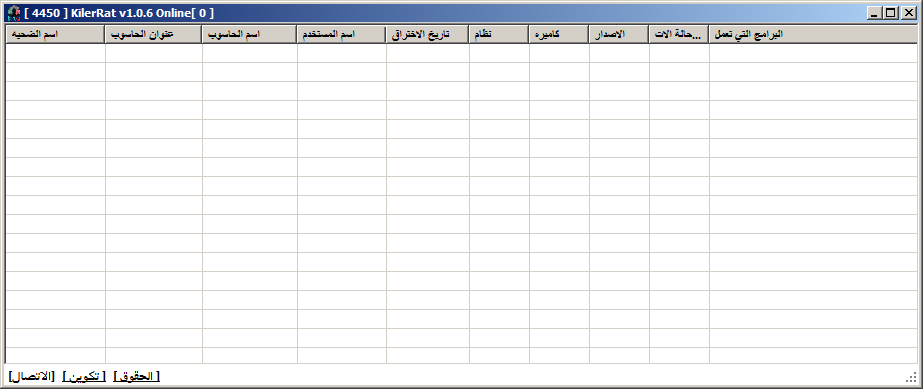 [ 4450 ] KilerRat v1.0.6 Online[ 0 ]
اسم الضحيه عنوان الحاسوب اسم الحاسوب اسم المستخدم تاريخ الاختراق نظام كاميره الاصدار حالة الات... البرامج التي تعمل
[الاتصال] [ تكوين ] [ الحقوق ]